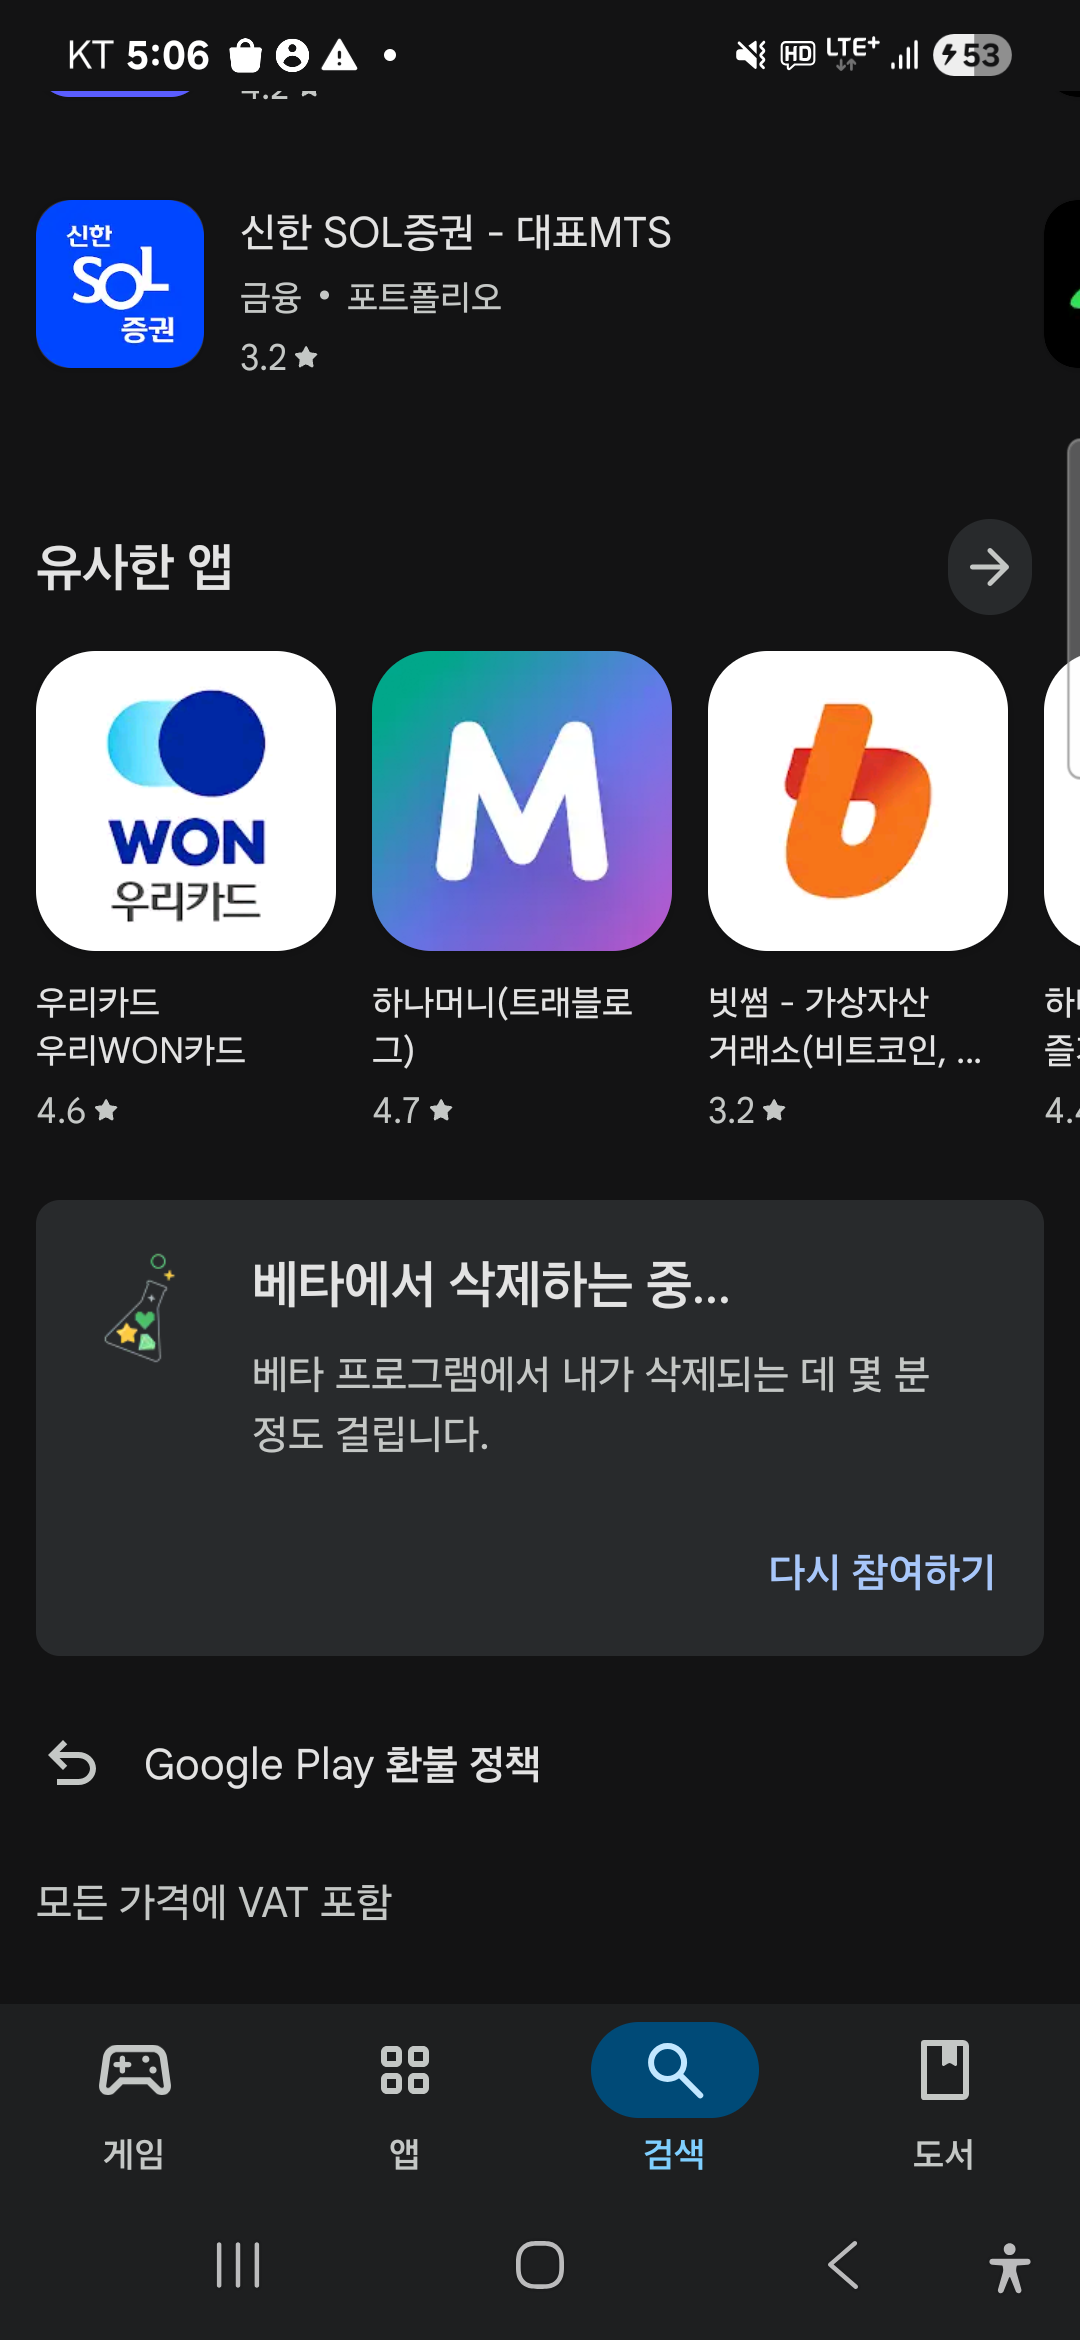 KT 5:06
HD LTE+ 53
4.2 ★
신한 SOL증권 - 대표MTS
금융 • 포트폴리오
3.2 ★
신한
SOL
증권
유사한 앱
WON
우리카드
M
b
우리카드
우리WON카드
4.6 ★
하나머니(트래블로
그)
4.7 ★
빗썸 - 가상자산
거래소(비트코인, ...
3.2 ★
베타에서 삭제하는 중...
베타 프로그램에서 내가 삭제되는 데 몇 분
정도 걸립니다.
다시 참여하기
Google Play 환불 정책
모든 가격에 VAT 포함
게임
앱
검색
도서